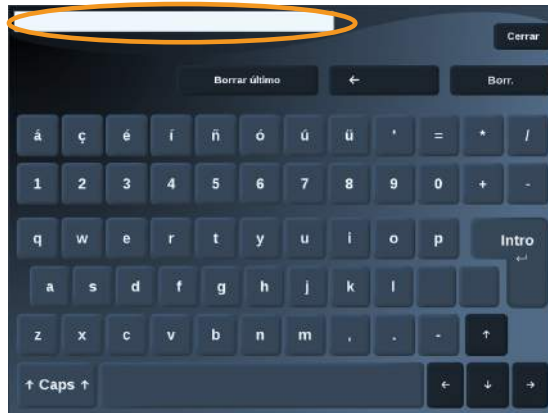 Cerrar
Borrar último ← Borr.
á ç é í ñ ó ú ü ' = * /
1 2 3 4 5 6 7 8 9 0 + -
q w e r t y u i o p Intro ↵
a s d f g h j k l
z x c v b n m , . - ↑
↑ Caps ↑ ← ↓ →